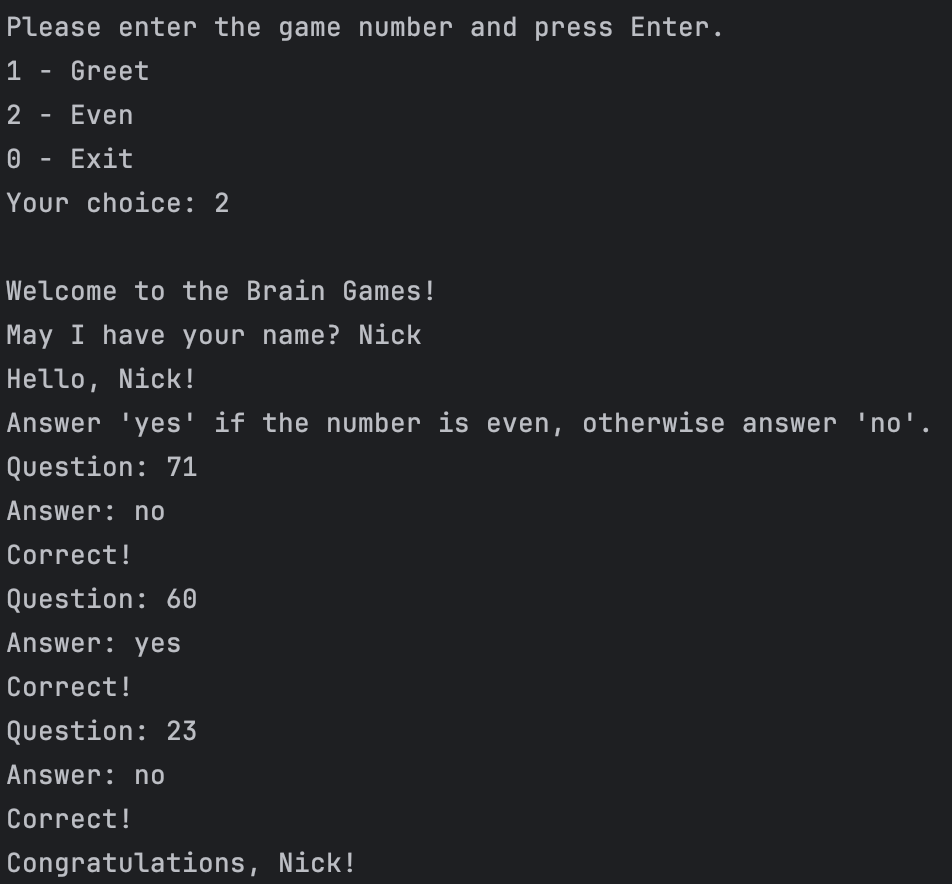 Please enter the game number and press Enter.
1 - Greet
2 - Even
0 - Exit
Your choice: 2
Welcome to the Brain Games!
May I have your name? Nick
Hello, Nick!
Answer 'yes' if the number is even, otherwise answer 'no'.
Question: 71
Answer: no
Correct!
Question: 60
Answer: yes
Correct!
Question: 23
Answer: no
Correct!
Congratulations, Nick!